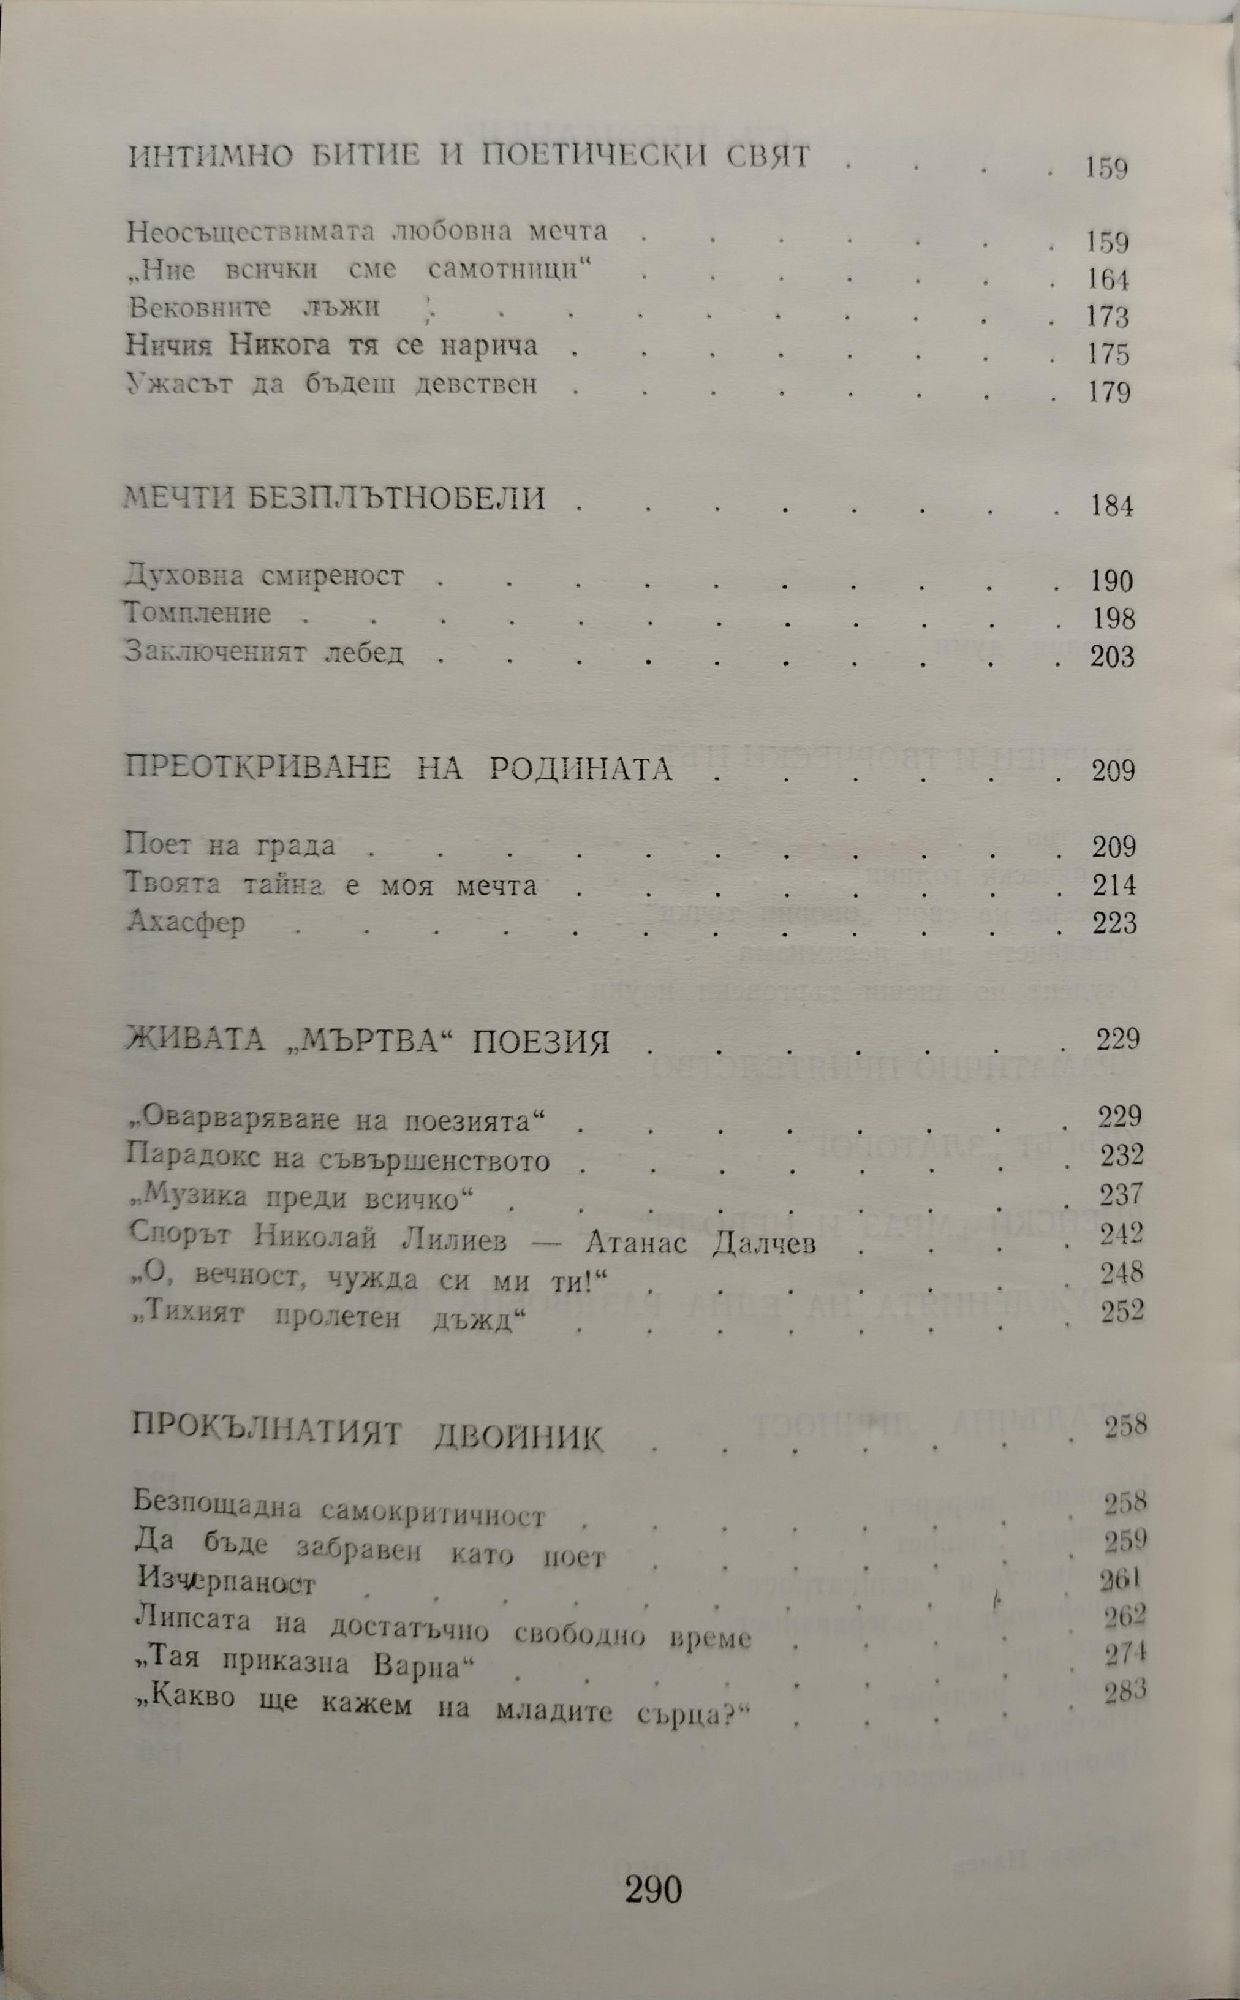 ИНТИМНО БИТИЕ И ПОЕТИЧЕСКИ СВЯТ . . . . 159
Неосъществимата любовна мечта . . . . . . . 159
„Ние всички сме самотници“ . . . . . . . 164
Вековните лъжи . . . . . . . . . . 173
Ничия Никога тя се нарича . . . . . . . . 175
Ужасът да бъдеш девствен . . . . . . . . 179
МЕЧТИ БЕЗПЛЪТНОБЕЛИ . . . . . . . . 184
Духовна смиреност . . . . . . . . . . 190
Томпление . . . . . . . . . . . . 198
Заключеният лебед . . . . . . . . . . 203
ПРЕОТКРИВАНЕ НА РОДИНАТА . . . . . . 209
Поет на града . . . . . . . . . . . 209
Твоята тайна е моя мечта . . . . . . . . 214
Ахасфер . . . . . . . . . . . . 223
ЖИВАТА „МЪРТВА“ ПОЕЗИЯ . . . . . . . 229
„Оварваряване на поезията“ . . . . . . . . 229
Парадокс на съвършенството . . . . . . . . 232
„Музика преди всичко“ . . . . . . . . . 237
Спорът Николай Лилиев — Атанас Далчев . . . . 242
„О, вечност, чужда си ми ти!“ . . . . . . . 248
„Тихият пролетен дъжд“ . . . . . . . . 252
ПРОКЪЛНАТИЯТ ДВОЙНИК . . . . . . . 258
Безпощадна самокритичност . . . . . . . . 258
Да бъде забравен като поет . . . . . . . 259
Изчерпаност . . . . . . . . . . . 261
Липсата на достатъчно свободно време . . . . . 262
„Тая приказна Варна“ . . . . . . . . . 274
„Какво ще кажем на младите сърца?“ . . . . . 283
290